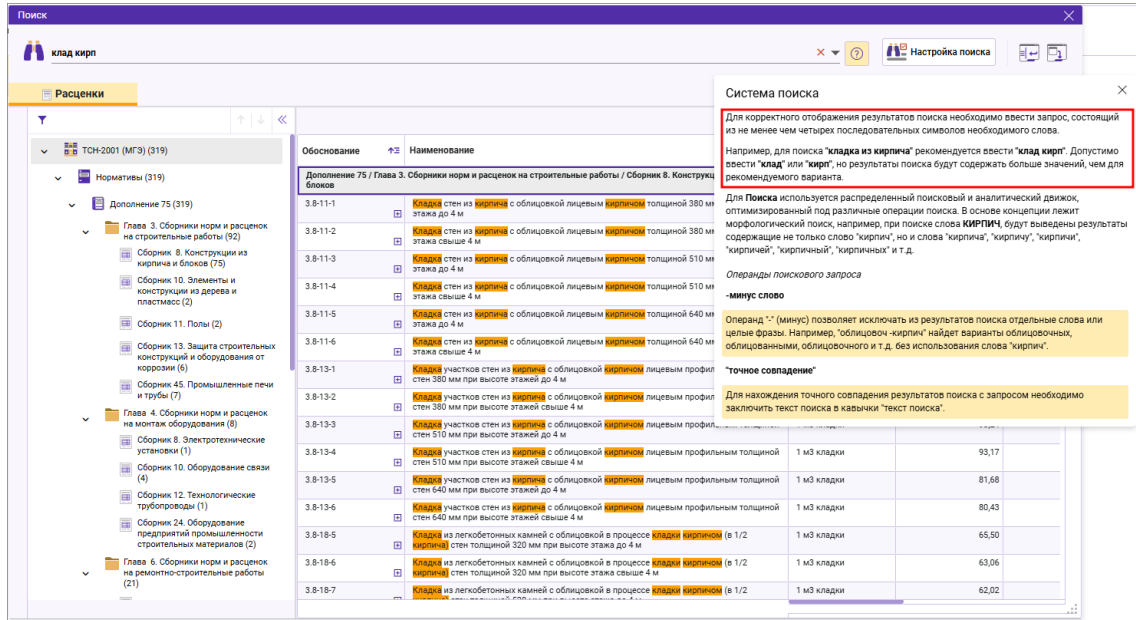 Поиск
клад кирп
Настройка поиска
Расценки
ТСН-2001 (МГЭ) (319)
Нормативы (319)
Дополнение 75 (319)
Глава 3. Сборники норм и расценок
на строительные работы (92)
Сборник 8. Конструкции из
кирпича и блоков (75)
Сборник 10. Элементы и
конструкции из дерева и
пластмасс (2)
Сборник 11. Полы (2)
Сборник 13. Защита строительных
конструкций и оборудования от
коррозии (6)
Сборник 45. Промышленные печи
и трубы (7)
Глава 4. Сборники норм и расценок
на монтаж оборудования (8)
Сборник 8. Электротехнические
установки (1)
Сборник 10. Оборудование связи
(4)
Сборник 12. Технологические
трубопроводы (1)
Сборник 24. Оборудование
предприятий промышленности
строительных материалов (2)
Глава 6. Сборники норм и расценок
на ремонтно-строительные работы
(21)
Обоснование Наименование
Дополнение 75 / Глава 3. Сборники норм и расценок на строительные работы / Сборник 8. Конструкц
блоков
3.8-11-1 Кладка стен из кирпича с облицовкой лицевым кирпичом толщиной 380 мм
этажа до 4 м
3.8-11-2 Кладка стен из кирпича с облицовкой лицевым кирпичом толщиной 380 мм
этажа свыше 4 м
3.8-11-3 Кладка стен из кирпича с облицовкой лицевым кирпичом толщиной 510 мм
этажа до 4 м
3.8-11-4 Кладка стен из кирпича с облицовкой лицевым кирпичом толщиной 510 мм
этажа свыше 4 м
3.8-11-5 Кладка стен из кирпича с облицовкой лицевым кирпичом толщиной 640 мм
этажа до 4 м
3.8-11-6 Кладка стен из кирпича с облицовкой лицевым кирпичом толщиной 640 мм
этажа свыше 4 м
3.8-13-1 Кладка участков стен из кирпича с облицовкой кирпичом лицевым профил
стен 380 мм при высоте этажей до 4 м
3.8-13-2 Кладка участков стен из кирпича с облицовкой кирпичом лицевым профил
стен 380 мм при высоте этажей свыше 4 м
3.8-13-3 Кладка участков стен из кирпича с облицовкой кирпичом лицевым профильным толщиной
стен 510 мм при высоте этажей до 4 м
3.8-13-4 Кладка участков стен из кирпича с облицовкой кирпичом лицевым профильным толщиной 1 м3 кладки 93,17
стен 510 мм при высоте этажей свыше 4 м
3.8-13-5 Кладка участков стен из кирпича с облицовкой кирпичом лицевым профильным толщиной 1 м3 кладки 81,68
стен 640 мм при высоте этажей до 4 м
3.8-13-6 Кладка участков стен из кирпича с облицовкой кирпичом лицевым профильным толщиной 1 м3 кладки 80,43
стен 640 мм при высоте этажей свыше 4 м
3.8-18-5 Кладка из легкобетонных камней с облицовкой в процессе кладки кирпичом (в 1/2 1 м3 кладки 65,50
кирпича) стен толщиной 320 мм при высоте этажа до 4 м
3.8-18-6 Кладка из легкобетонных камней с облицовкой в процессе кладки кирпичом (в 1/2 1 м3 кладки 63,06
кирпича) стен толщиной 320 мм при высоте этажа свыше 4 м
3.8-18-7 Кладка из легкобетонных камней с облицовкой в процессе кладки кирпичом (в 1/2 1 м3 кладки 62,02
Система поиска
Для корректного отображения результатов поиска необходимо ввести запрос, состоящий
из не менее чем четырех последовательных символов необходимого слова.
Например, для поиска "кладка из кирпича" рекомендуется ввести "клад кирп". Допустимо
ввести "клад" или "кирп", но результаты поиска будут содержать больше значений, чем для
рекомендуемого варианта.
Для Поиска используется распределенный поисковый и аналитический движок,
оптимизированный под различные операции поиска. В основе концепции лежит
морфологический поиск, например, при поиске слова КИРПИЧ, будут выведены результаты
содержащие не только слово "кирпич", но и слова "кирпича", "кирпичу", "кирпичи",
"кирпичей", "кирпичный", "кирпичных" и т.д.
Операнды поискового запроса
-минус слово
Операнд "-" (минус) позволяет исключать из результатов поиска отдельные слова или
целые фразы. Например, "облицовоч -кирпич" найдет варианты облицовочных,
облицованными, облицовочного и т.д. без использования слова "кирпич".
"точное совпадение"
Для нахождения точного совпадения результатов поиска с запросом необходимо
заключить текст поиска в кавычки "текст поиска".